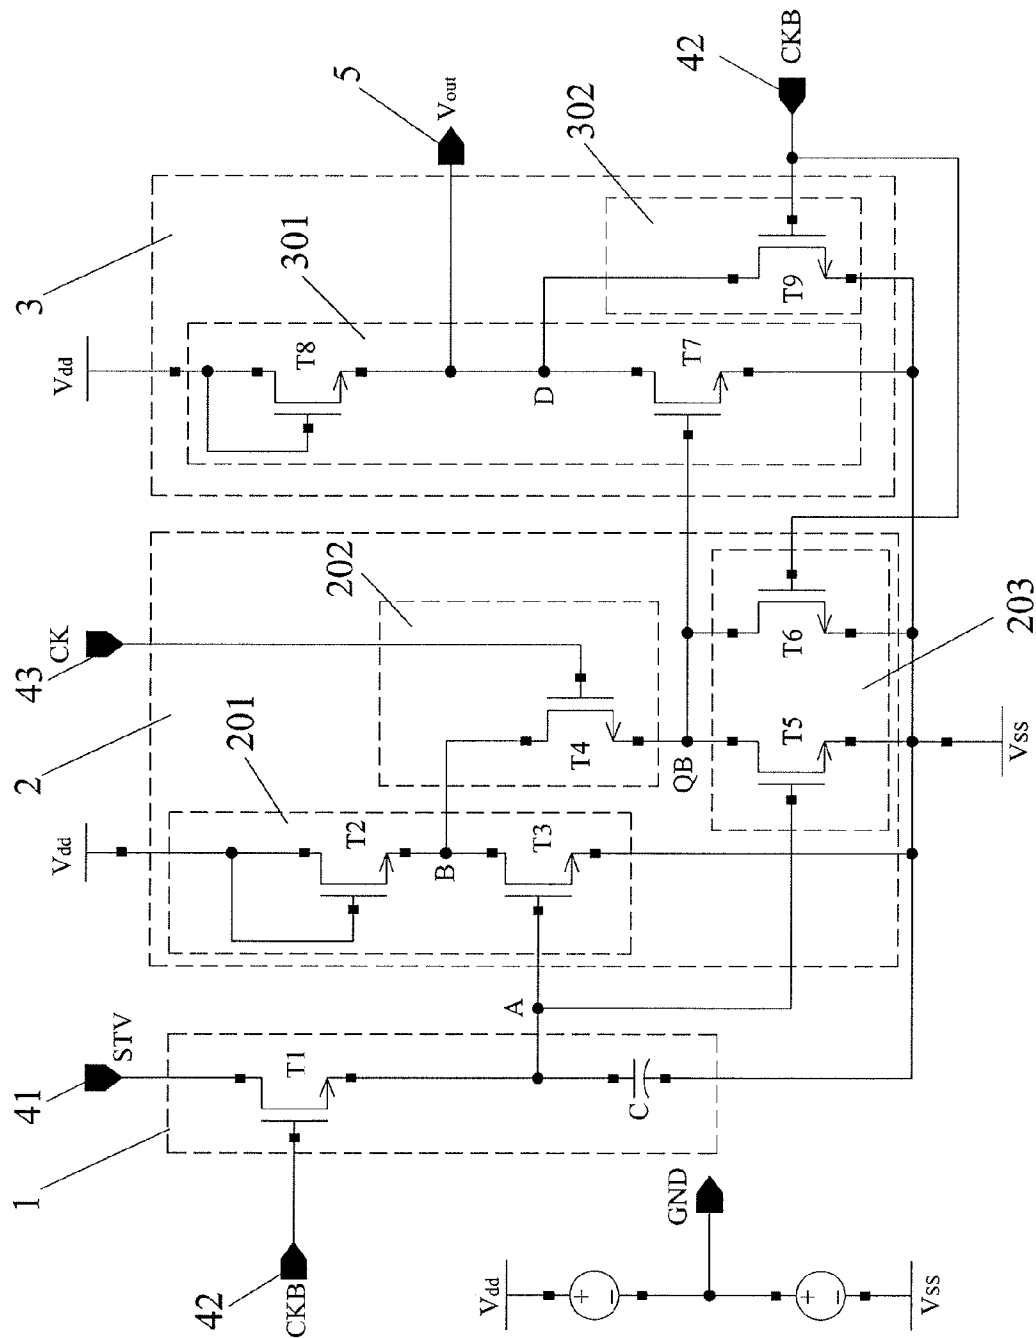 1
41
STV
42
CKB
T1
C
A
2
43
CK
Vdd
201
T2
B
T3
202
T4
QB
T5
T6
203
Vss
3
Vdd
301
T8
5
Vout
D
T7
302
T9
42
CKB
Vdd
GND
Vss